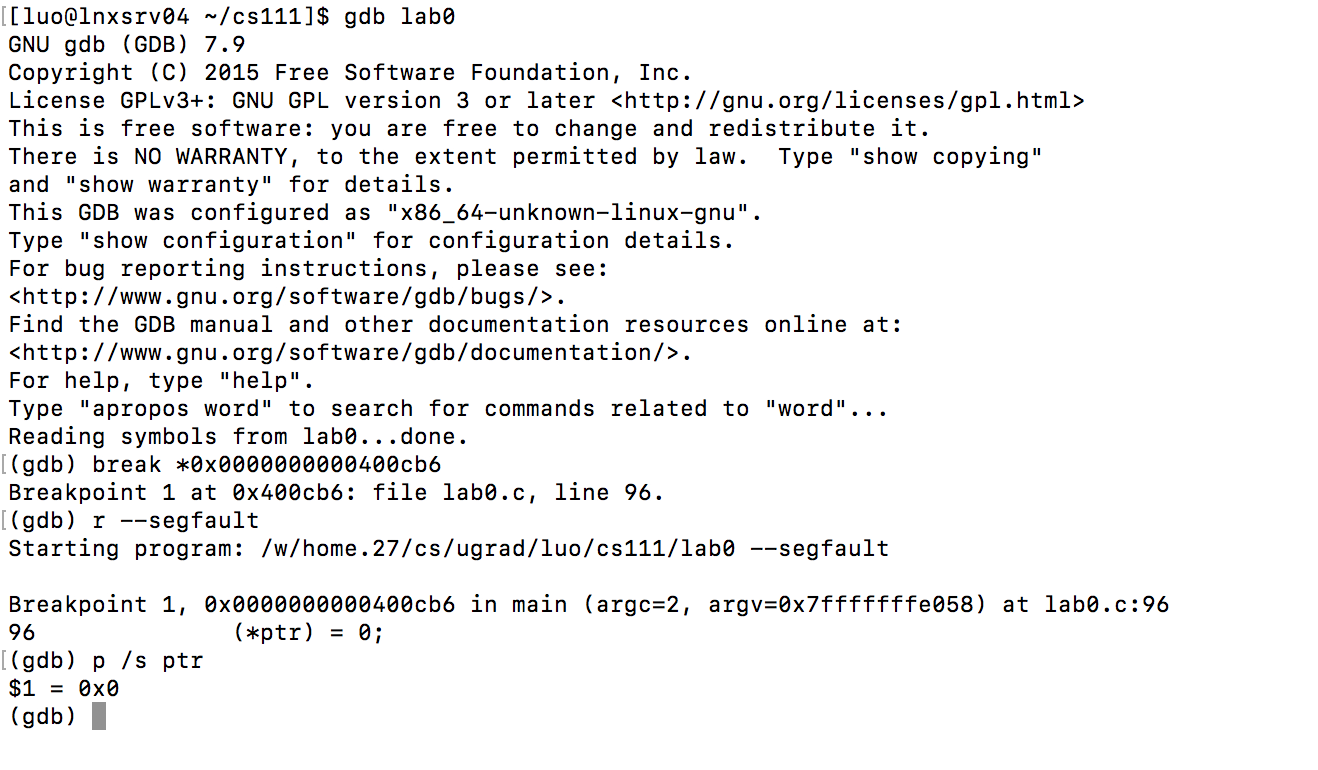 [[luo@lnxsrv04 ~/cs111]$ gdb lab0
GNU gdb (GDB) 7.9
Copyright (C) 2015 Free Software Foundation, Inc.
License GPLv3+: GNU GPL version 3 or later <http://gnu.org/licenses/gpl.html>
This is free software: you are free to change and redistribute it.
There is NO WARRANTY, to the extent permitted by law.  Type "show copying"
and "show warranty" for details.
This GDB was configured as "x86_64-unknown-linux-gnu".
Type "show configuration" for configuration details.
For bug reporting instructions, please see:
<http://www.gnu.org/software/gdb/bugs/>.
Find the GDB manual and other documentation resources online at:
<http://www.gnu.org/software/gdb/documentation/>.
For help, type "help".
Type "apropos word" to search for commands related to "word"...
Reading symbols from lab0...done.
[(gdb) break *0x0000000000400cb6
Breakpoint 1 at 0x400cb6: file lab0.c, line 96.
[(gdb) r --segfault
Starting program: /w/home.27/cs/ugrad/luo/cs111/lab0 --segfault
Breakpoint 1, 0x0000000000400cb6 in main (argc=2, argv=0x7fffffffe058) at lab0.c:96
96              (*ptr) = 0;
[(gdb) p /s ptr
$1 = 0x0
(gdb)